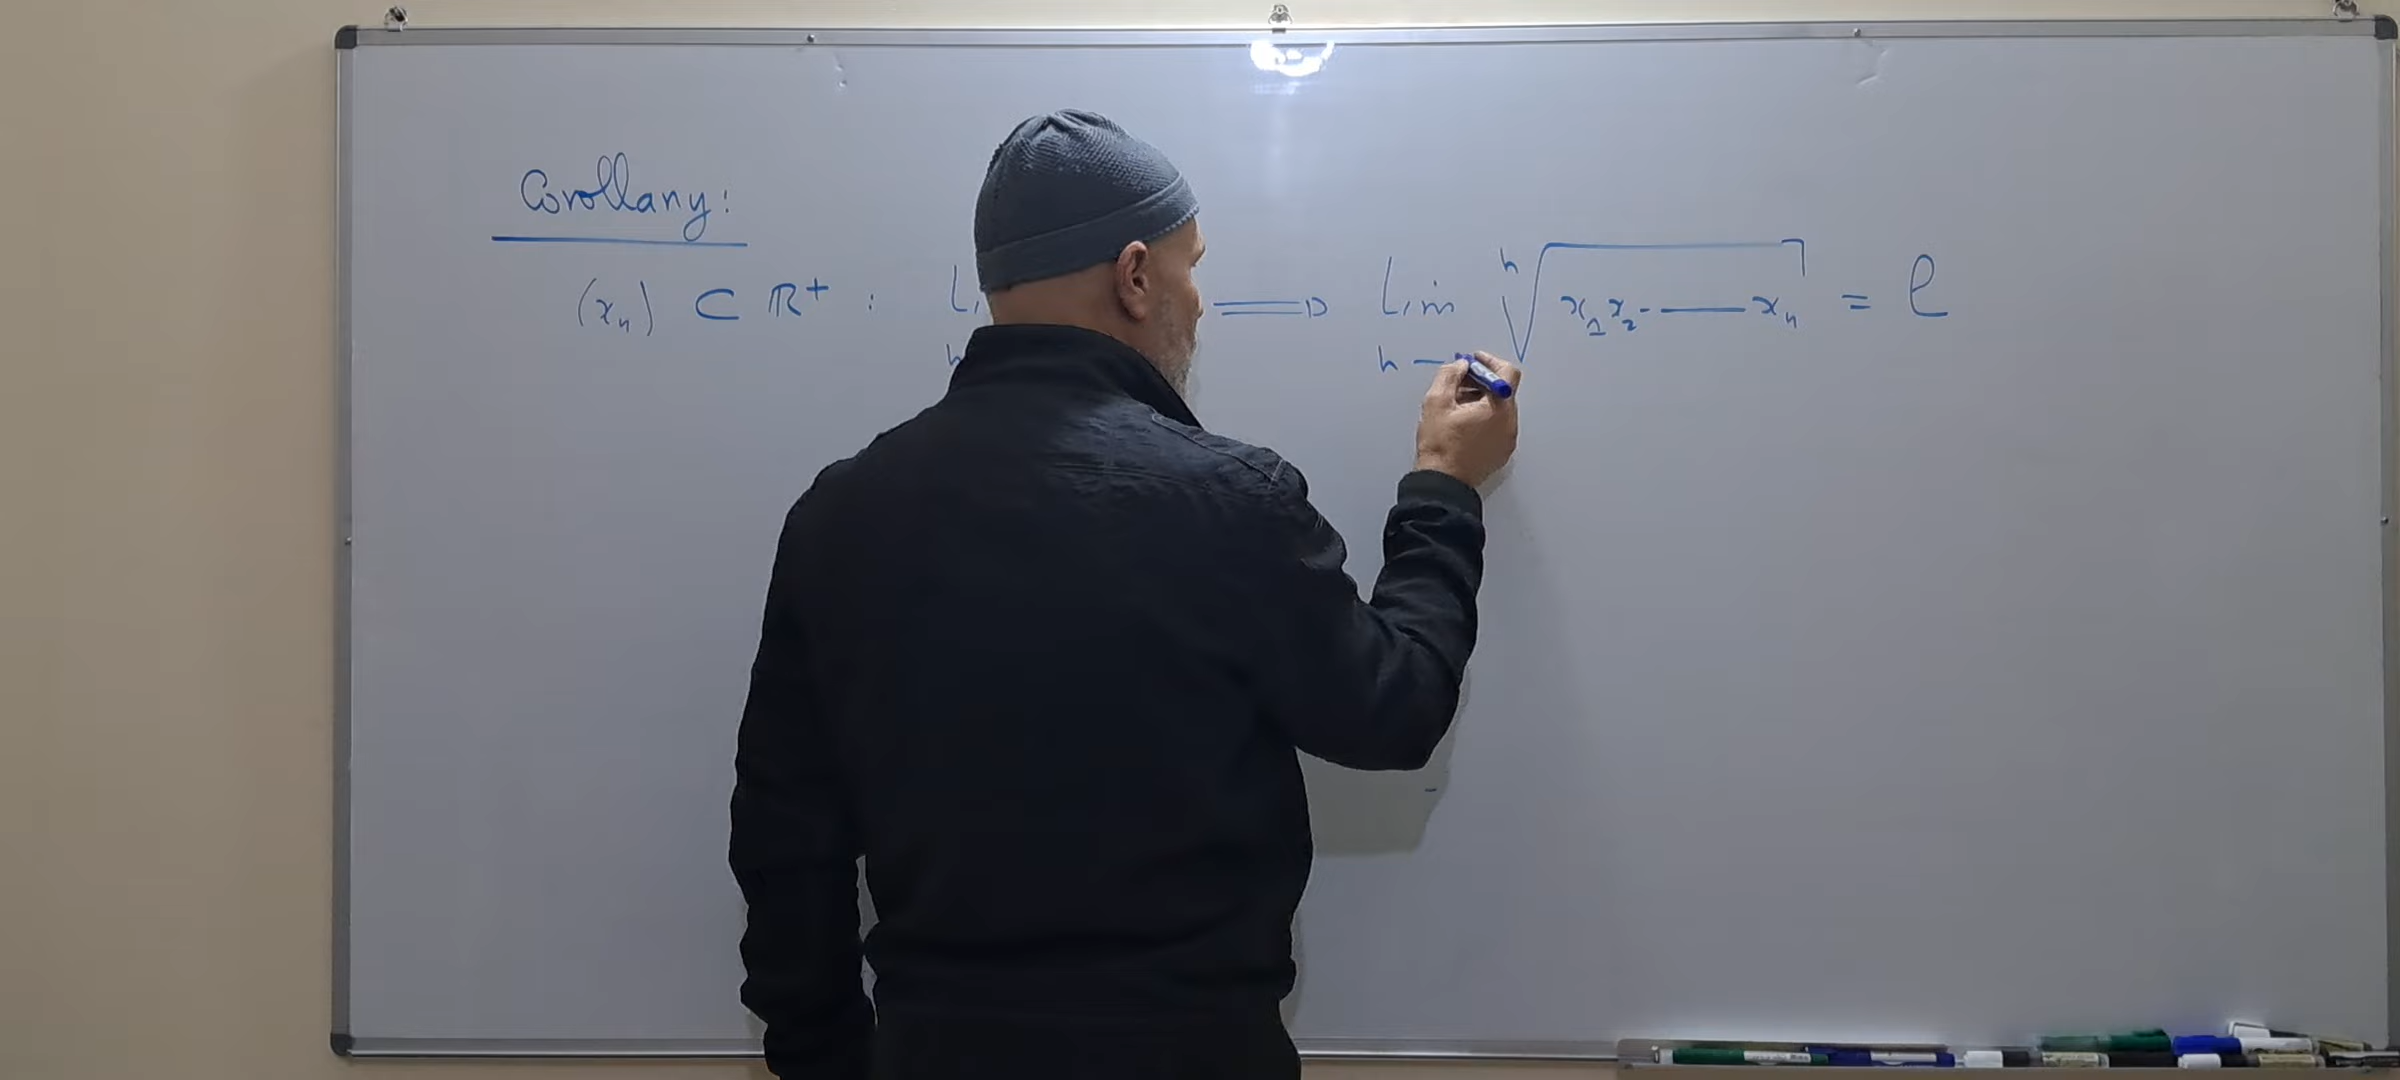 Corollary:
(xₙ) ⊂ ℝ⁺ : ⟹ lim ⁿ√(x₁x₂ - — xₙ) = ℓ
n —